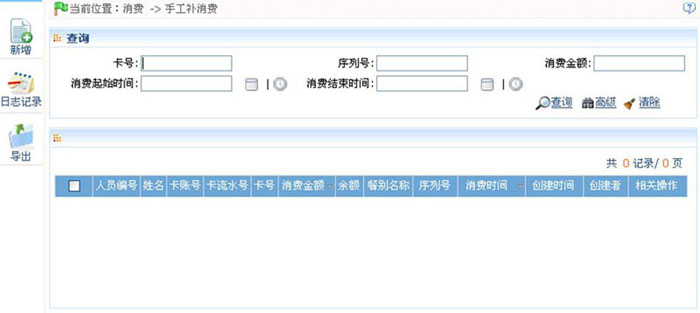 当前位置：消费 -> 手工补消费
新增
日志记录
导出
查询
卡号： 序列号： 消费金额：
消费起始时间： | 消费结束时间： |
查询 高级 清除
共 0 记录/ 0 页
人员编号 姓名 卡账号 卡流水号 卡号 消费金额 余额 餐别名称 序列号 消费时间 创建时间 创建者 相关操作